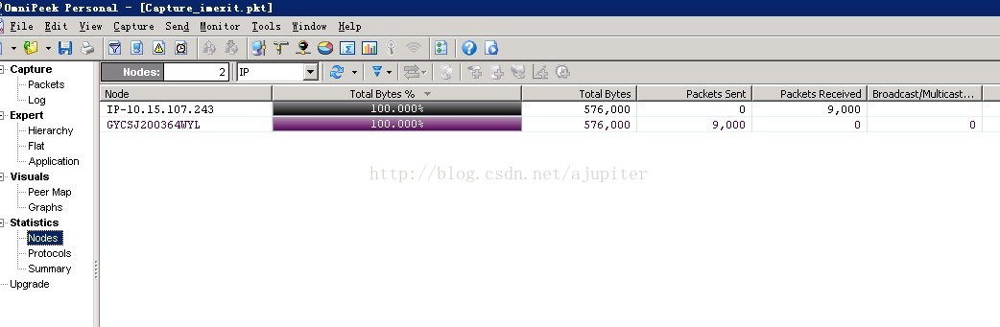 OmniPeek Personal - [Capture_imexit.pkt]
File Edit View Capture Send Monitor Tools Window Help
Capture
Packets
Log
Expert
Hierarchy
Flat
Application
Visuals
Peer Map
Graphs
Statistics
Nodes
Protocols
Summary
Upgrade
Nodes: 2 IP
Node Total Bytes % Total Bytes Packets Sent Packets Received Broadcast/Multicast...
IP-10.15.107.243 100.000% 576,000 0 9,000
GYCSJ200364WYL 100.000% 576,000 9,000 0 0
http://blog.csdn.net/ajupiter